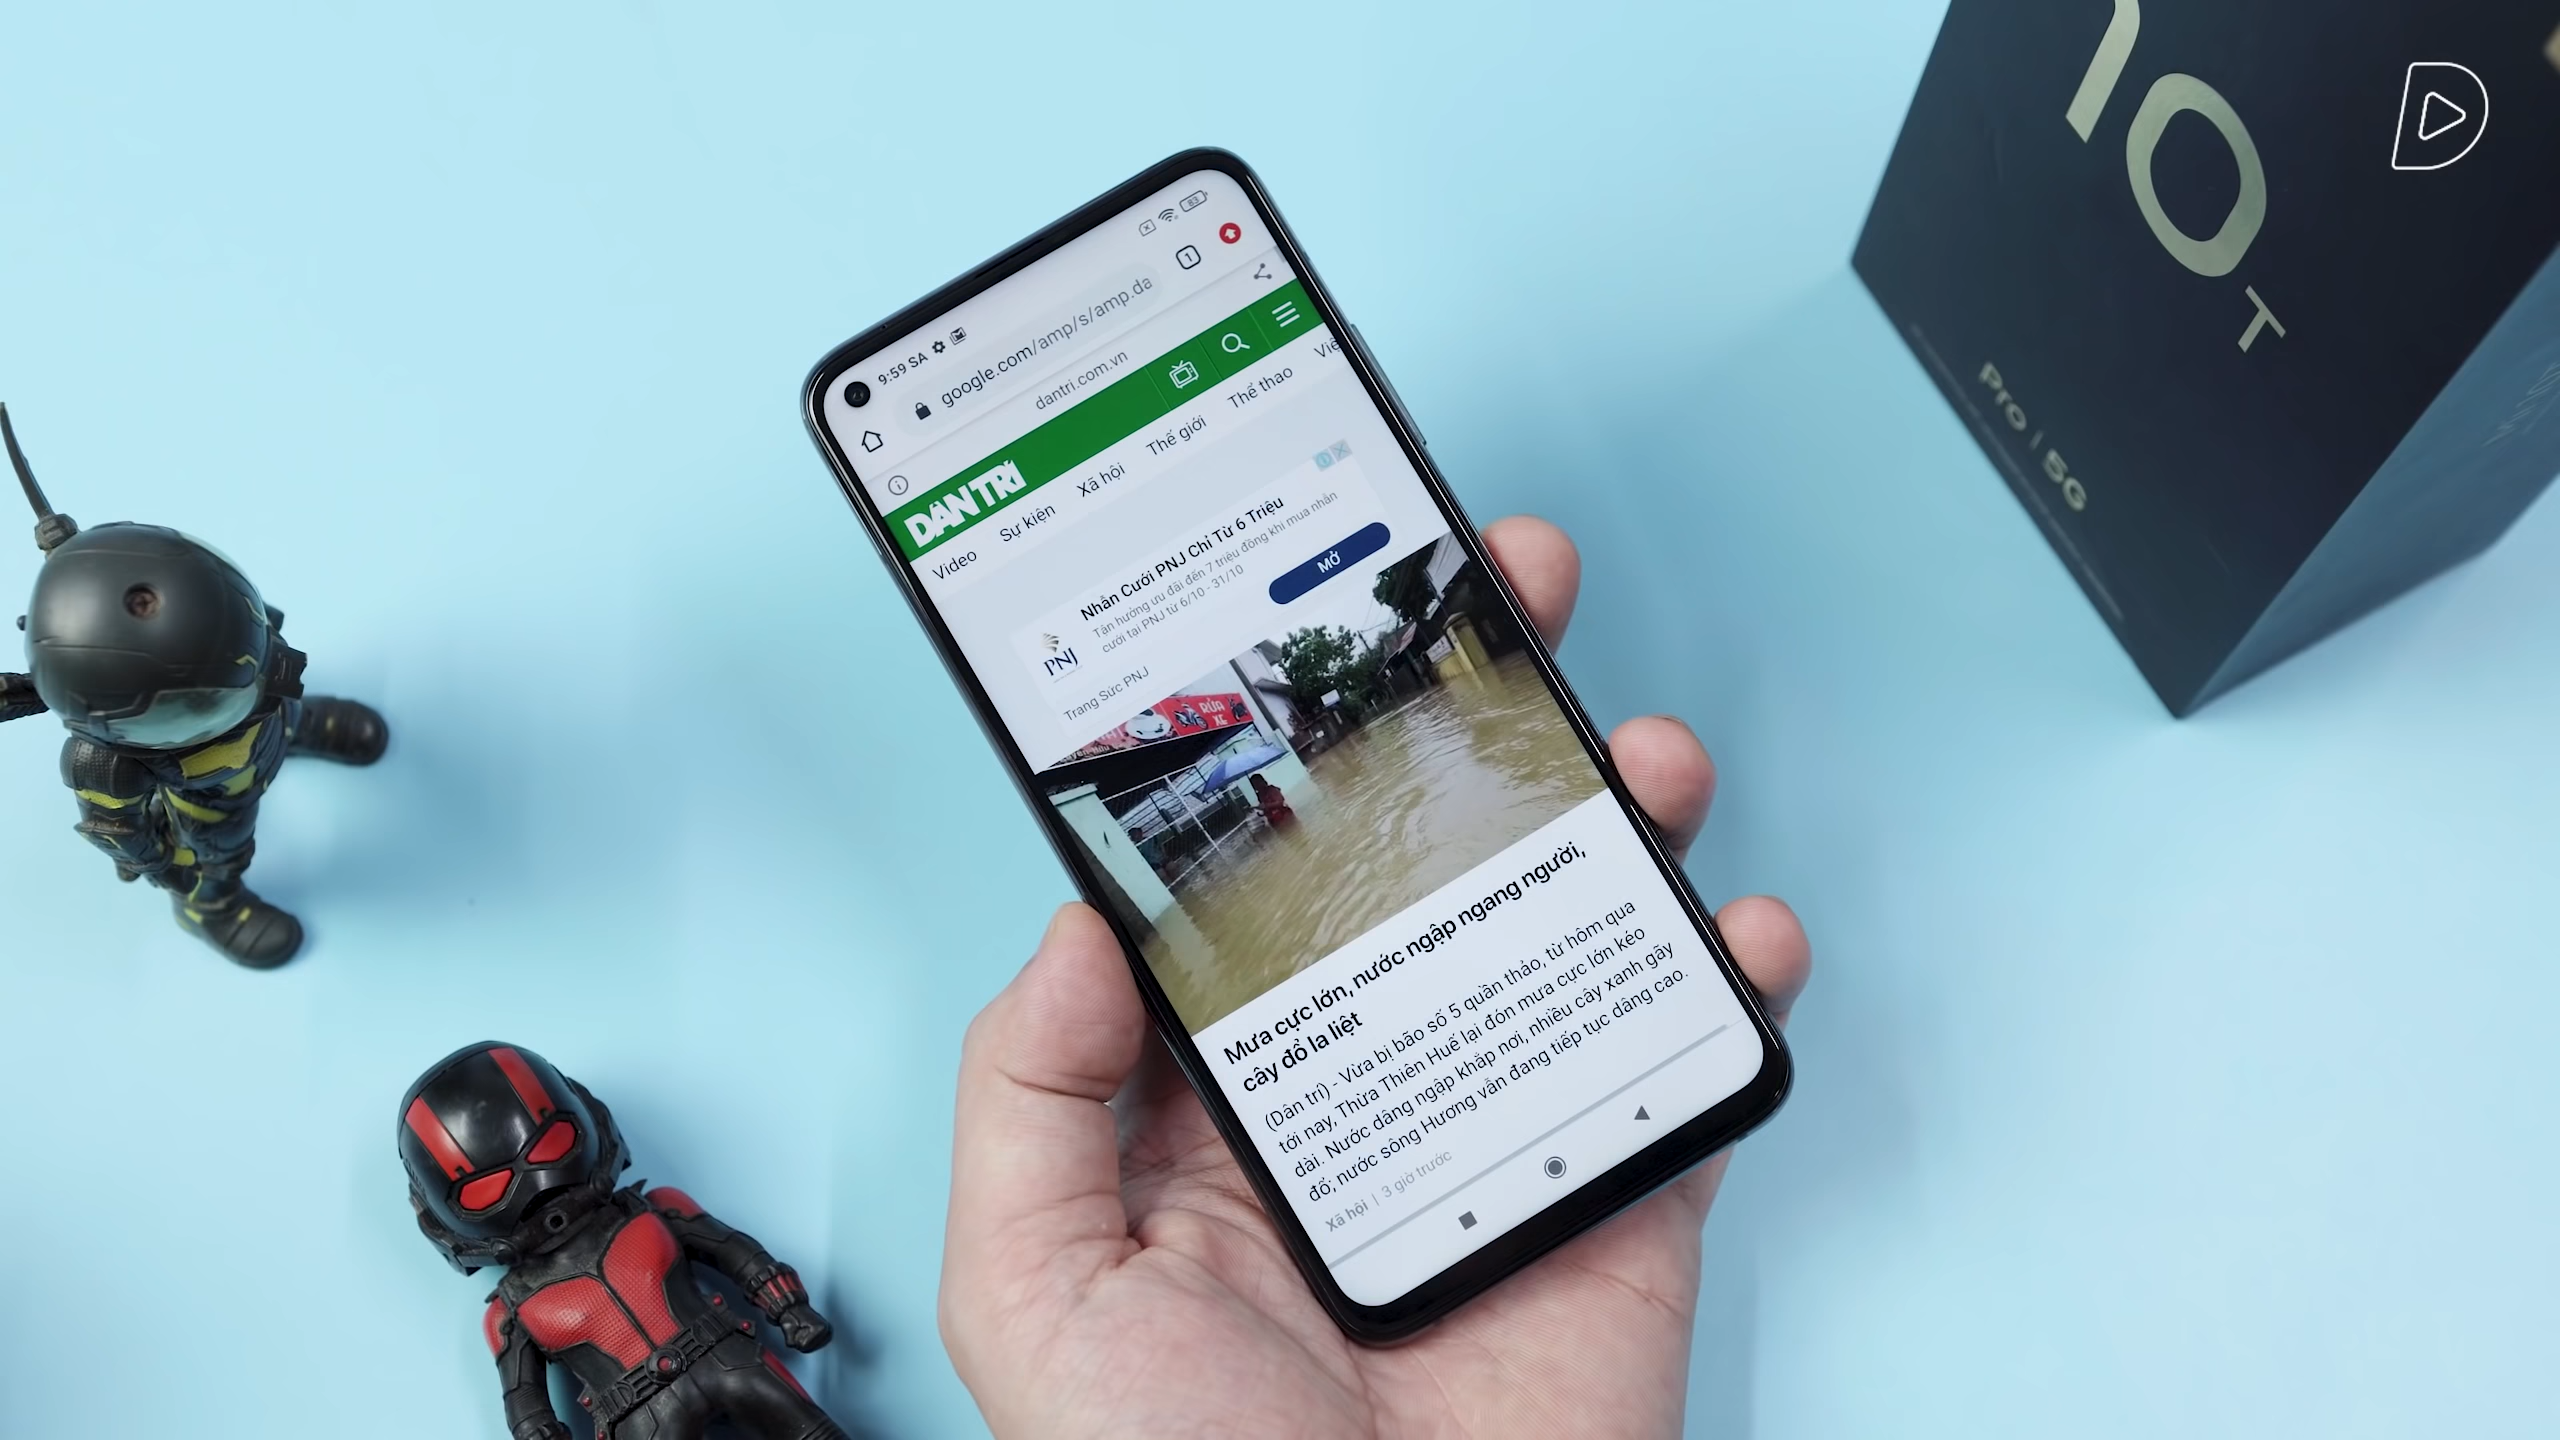 9:59 SA
83
google.com/amp/s/amp.da
1
dantri.com.vn
DÂN TRÍ
Video
Sự kiện
Xã hội
Thế giới
Thể thao
Việ
Nhẫn Cưới PNJ Chỉ Từ 6 Triệu
Tận hưởng ưu đãi đến 7 triệu đồng khi mua nhẫn
cưới tại PNJ từ 6/10 - 31/10
MỞ
PNJ
Trang Sức PNJ
RỬA
XE
Mưa cực lớn, nước ngập ngang người,
cây đổ la liệt
(Dân trí) - Vừa bị bão số 5 quần thảo, từ hôm qua
tới nay, Thừa Thiên Huế lại đón mưa cực lớn kéo
dài. Nước dâng ngập khắp nơi, nhiều cây xanh gãy
đổ; nước sông Hương vẫn đang tiếp tục dâng cao.
Xã hội | 3 giờ trước
10
T
Pro | 5G
D